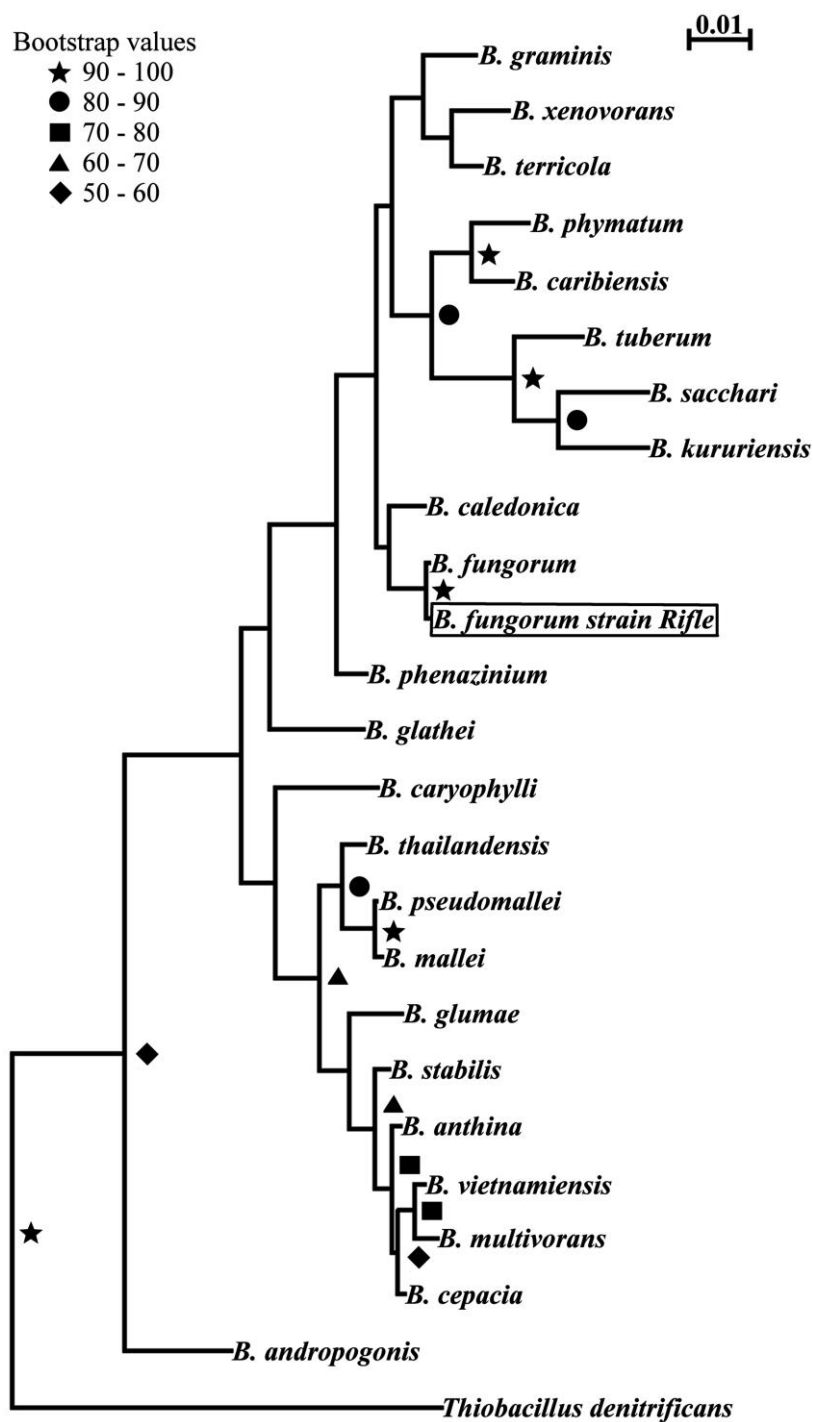 0.01
Bootstrap values
90 - 100
80 - 90
70 - 80
60 - 70
50 - 60
B. graminis
B. xenovorans
B. terricola
B. phymatum
B. caribiensis
B. tuberum
B. sacchari
B. kururiensis
B. caledonica
B. fungorum
B. fungorum strain Rifle
B. phenazinium
B. glathei
B. caryophylli
B. thailandensis
B. pseudomallei
B. mallei
B. glumae
B. stabilis
B. anthina
B. vietnamiensis
B. multivorans
B. cepacia
B. andropogonis
Thiobacillus denitrificans